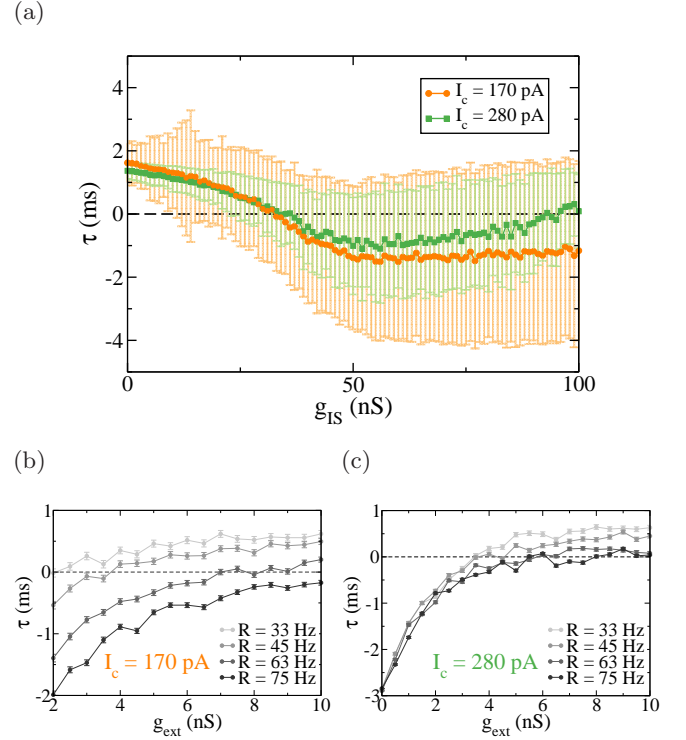 (a)
4
2
0
-2
-4
τ (ms)
I_c = 170 pA
I_c = 280 pA
0 50 100
g_IS (nS)
(b)
1
0
-1
-2
τ (ms)
R = 33 Hz
R = 45 Hz
R = 63 Hz
R = 75 Hz
I_c = 170 pA
2 4 6 8 10
g_ext (nS)
(c)
1
0
-1
-2
-3
τ (ms)
R = 33 Hz
R = 45 Hz
R = 63 Hz
R = 75 Hz
I_c = 280 pA
0 2 4 6 8 10
g_ext (nS)